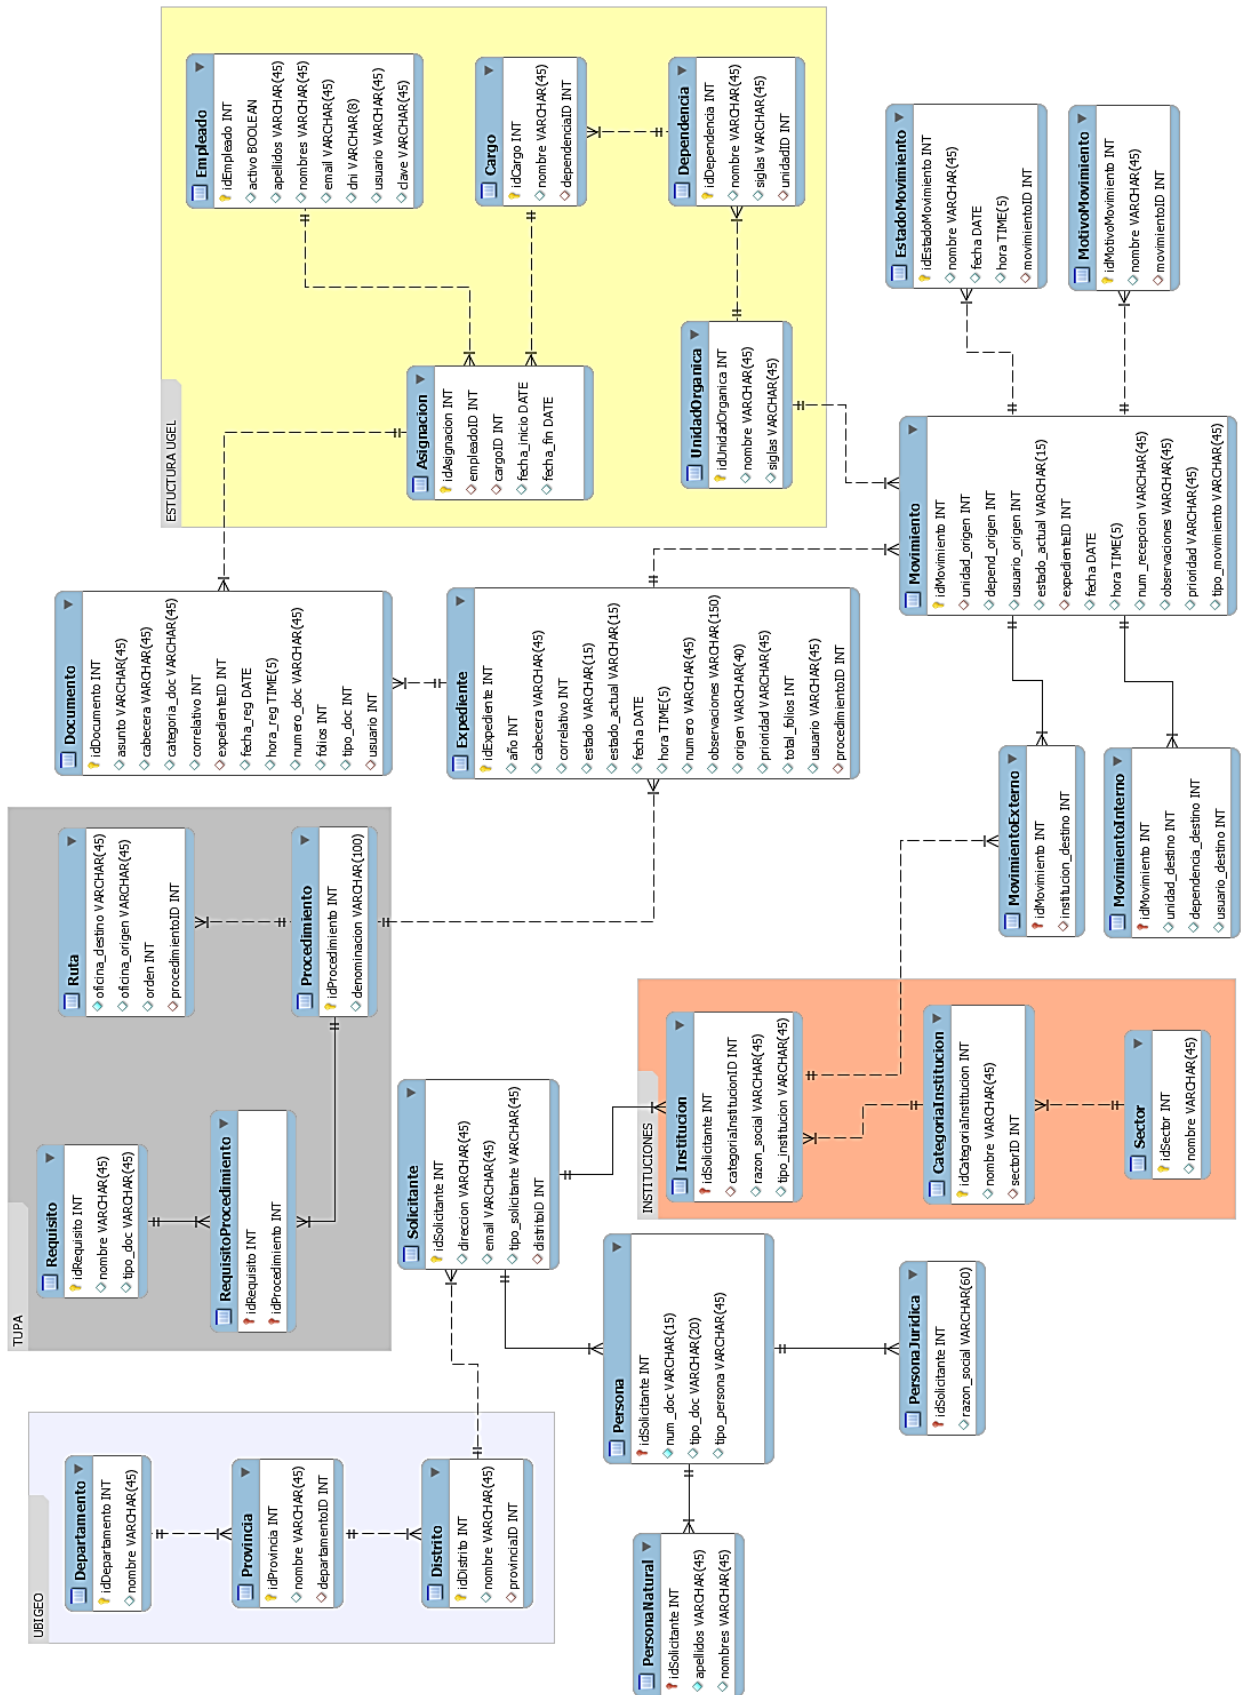 UBIGEO
Departamento
idDepartamento INT
nombre VARCHAR(45)
Provincia
idProvincia INT
nombre VARCHAR(45)
departamentoID INT
Distrito
idDistrito INT
nombre VARCHAR(45)
provinciaID INT
TUPA
Requisito
idRequisito INT
nombre VARCHAR(45)
tipo_doc VARCHAR(45)
RequisitoProcedimiento
idRequisito INT
idProcedimiento INT
Ruta
oficina_destino VARCHAR(45)
oficina_origen VARCHAR(45)
orden INT
procedimientoID INT
Procedimiento
idProcedimiento INT
denominacion VARCHAR(100)
Documento
idDocumento INT
asunto VARCHAR(45)
cabecera VARCHAR(45)
categoria_doc VARCHAR(45)
correlativo INT
expedienteID INT
fecha_reg DATE
hora_reg TIME(5)
numero_doc VARCHAR(45)
folios INT
tipo_doc INT
usuario INT
ESTUCTURA UGEL
Empleado
idEmpleado INT
activo BOOLEAN
apellidos VARCHAR(45)
nombres VARCHAR(45)
email VARCHAR(45)
dni VARCHAR(8)
usuario VARCHAR(45)
clave VARCHAR(45)
Asignacion
idAsignacion INT
empleadoID INT
cargoID INT
fecha_inicio DATE
fecha_fin DATE
Cargo
idCargo INT
nombre VARCHAR(45)
dependenciaID INT
Dependencia
idDependencia INT
nombre VARCHAR(45)
siglas VARCHAR(45)
unidadID INT
UnidadOrganica
idUnidadOrganica INT
nombre VARCHAR(45)
siglas VARCHAR(45)
Solicitante
idSolicitante INT
direccion VARCHAR(45)
email VARCHAR(45)
tipo_solicitante VARCHAR(45)
distritoID INT
Expediente
idExpediente INT
año INT
cabecera VARCHAR(45)
correlativo INT
estado VARCHAR(15)
estado_actual VARCHAR(15)
fecha DATE
hora TIME(5)
numero VARCHAR(45)
observaciones VARCHAR(150)
origen VARCHAR(40)
prioridad VARCHAR(45)
total_folios INT
usuario VARCHAR(45)
procedimientoID INT
PersonaNatural
idSolicitante INT
apellidos VARCHAR(45)
nombres VARCHAR(45)
Persona
idSolicitante INT
num_doc VARCHAR(15)
tipo_doc VARCHAR(20)
tipo_persona VARCHAR(45)
PersonaJuridica
idSolicitante INT
razon_social VARCHAR(60)
INSTITUCIONES
Institucion
idSolicitante INT
categoriaInstitucionID INT
razon_social VARCHAR(45)
tipo_institucion VARCHAR(45)
CategoriaInstitucion
idCategoriaInstitucion INT
nombre VARCHAR(45)
sectorID INT
Sector
idSector INT
nombre VARCHAR(45)
MovimientoExterno
idMovimiento INT
institucion_destino INT
MovimientoInterno
idMovimiento INT
unidad_destino INT
dependencia_destino INT
usuario_destino INT
Movimiento
idMovimiento INT
unidad_origen INT
depend_origen INT
usuario_origen INT
estado_actual VARCHAR(15)
expedienteID INT
fecha DATE
hora TIME(5)
num_recepcion VARCHAR(45)
observaciones VARCHAR(45)
prioridad VARCHAR(45)
tipo_movimiento VARCHAR(45)
EstadoMovimiento
idEstadoMovimiento INT
nombre VARCHAR(45)
fecha DATE
hora TIME(5)
movimientoID INT
MotivoMovimiento
idMotivoMovimiento INT
nombre VARCHAR(45)
movimientoID INT